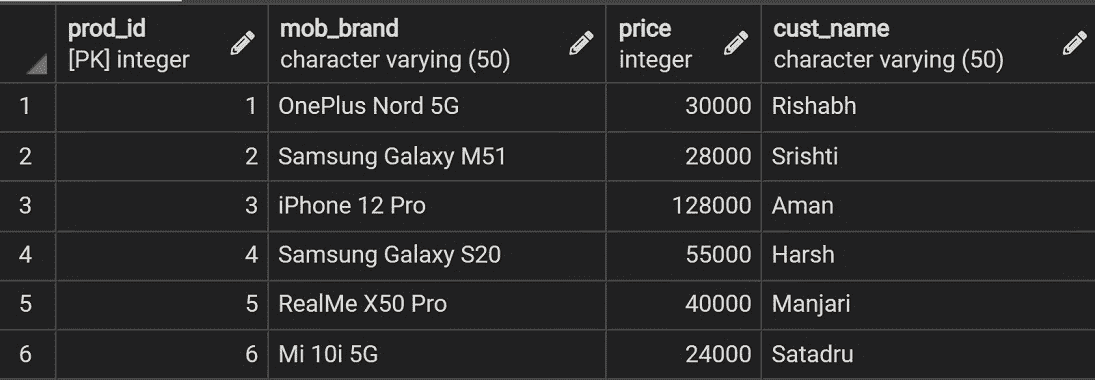 prod_id mob_brand price cust_name
[PK] integer character varying (50) integer character varying (50)
1 1 OnePlus Nord 5G 30000 Rishabh
2 2 Samsung Galaxy M51 28000 Srishti
3 3 iPhone 12 Pro 128000 Aman
4 4 Samsung Galaxy S20 55000 Harsh
5 5 RealMe X50 Pro 40000 Manjari
6 6 Mi 10i 5G 24000 Satadru